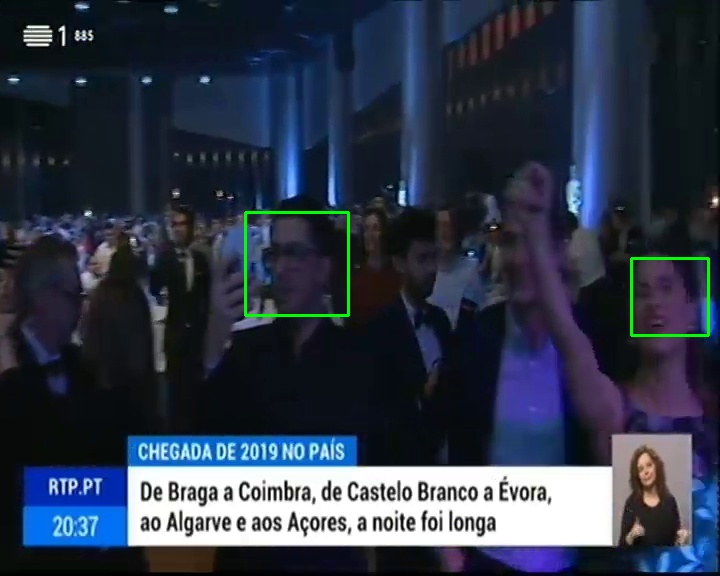 1 885
CHEGADA DE 2019 NO PAÍS
RTP.PT
De Braga a Coimbra, de Castelo Branco a Évora,
20:37
ao Algarve e aos Açores, a noite foi longa